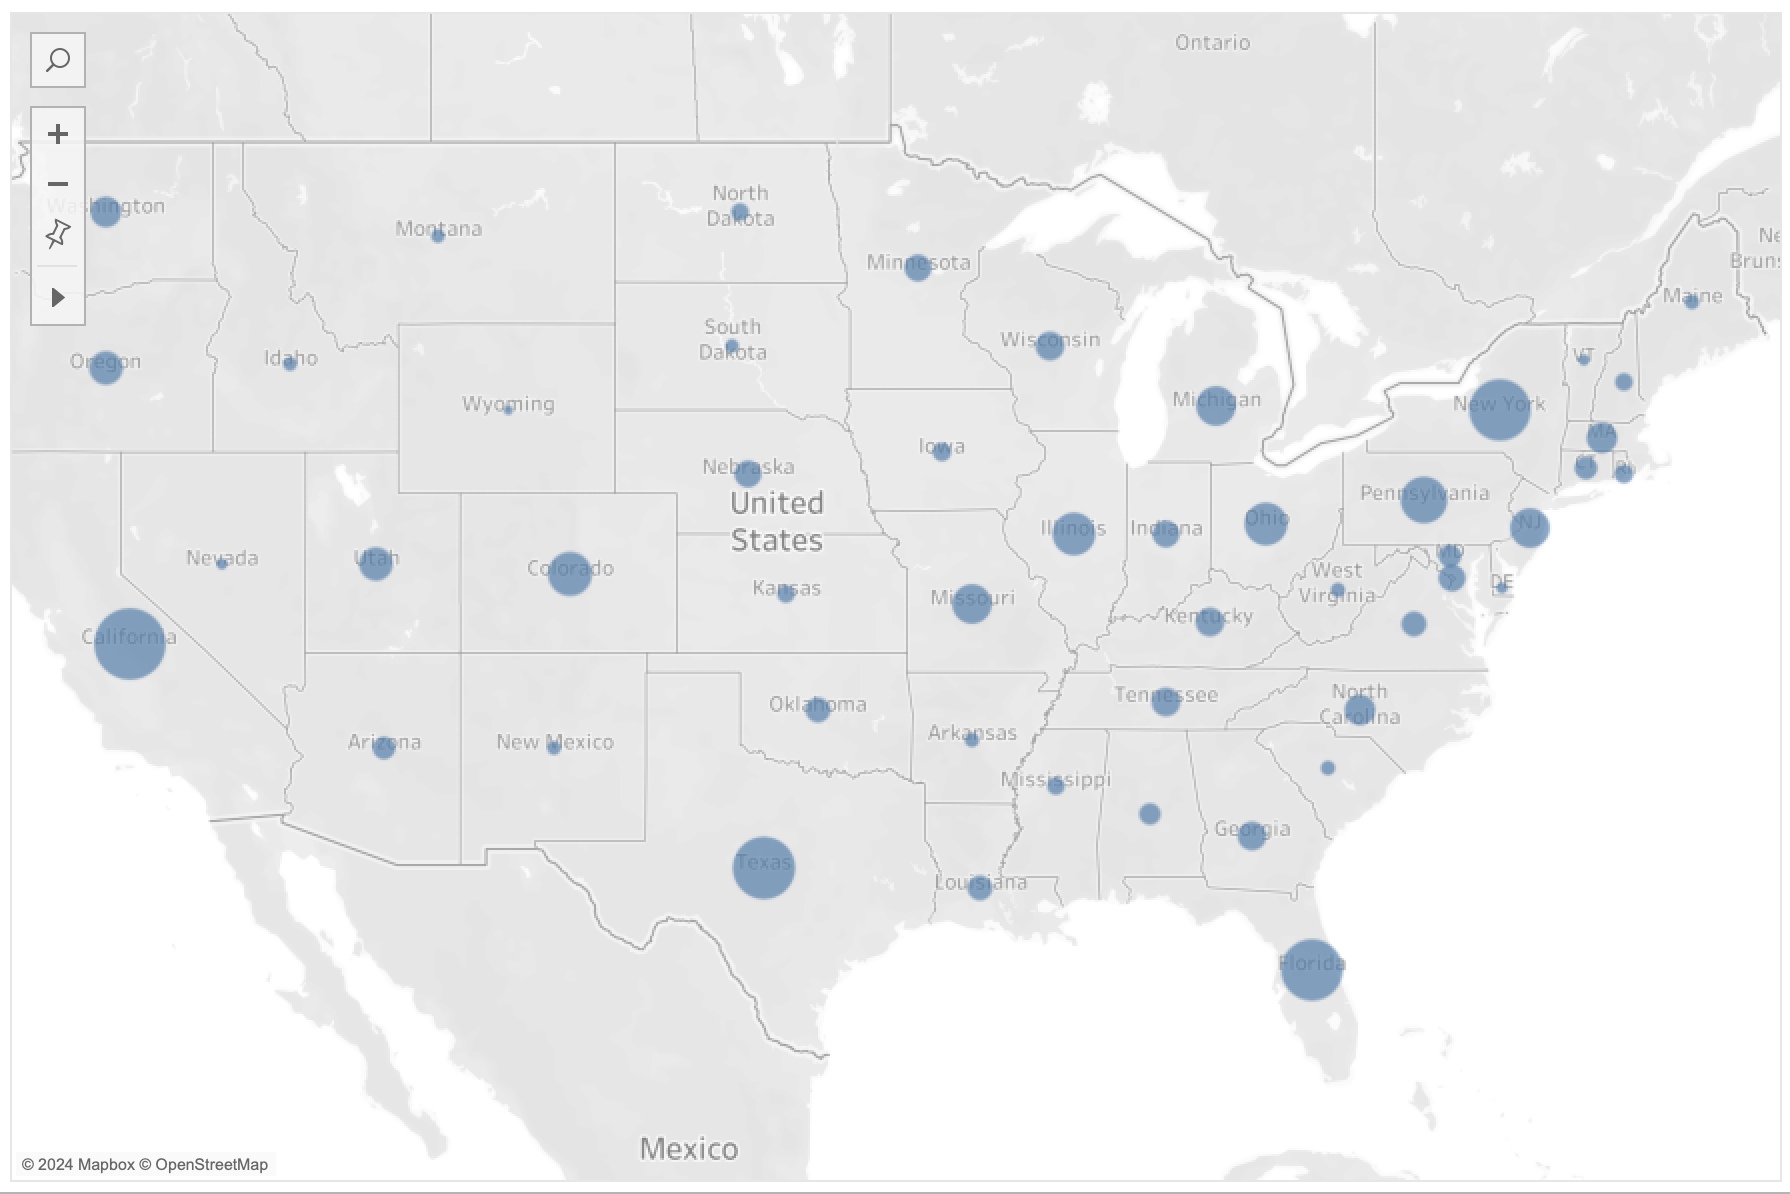 Ontario
Washington
North
Dakota
Montana
Ne
Bruns
Minnesota
Maine
South
Dakota
Wisconsin
VT
Oregon
Idaho
Wyoming
Michigan
New York
MA
Iowa
Nebraska
CT
RI
United
States
Pennsylvania
Illinois
Indiana
Ohio
NJ
Nevada
Utah
Colorado
MD
West
Virginia
DE
Kansas
Missouri
Kentucky
California
Oklahoma
Tennessee
North
Carolina
Arizona
New Mexico
Arkansas
Mississippi
Georgia
Texas
Louisiana
Florida
Mexico
© 2024 Mapbox © OpenStreetMap